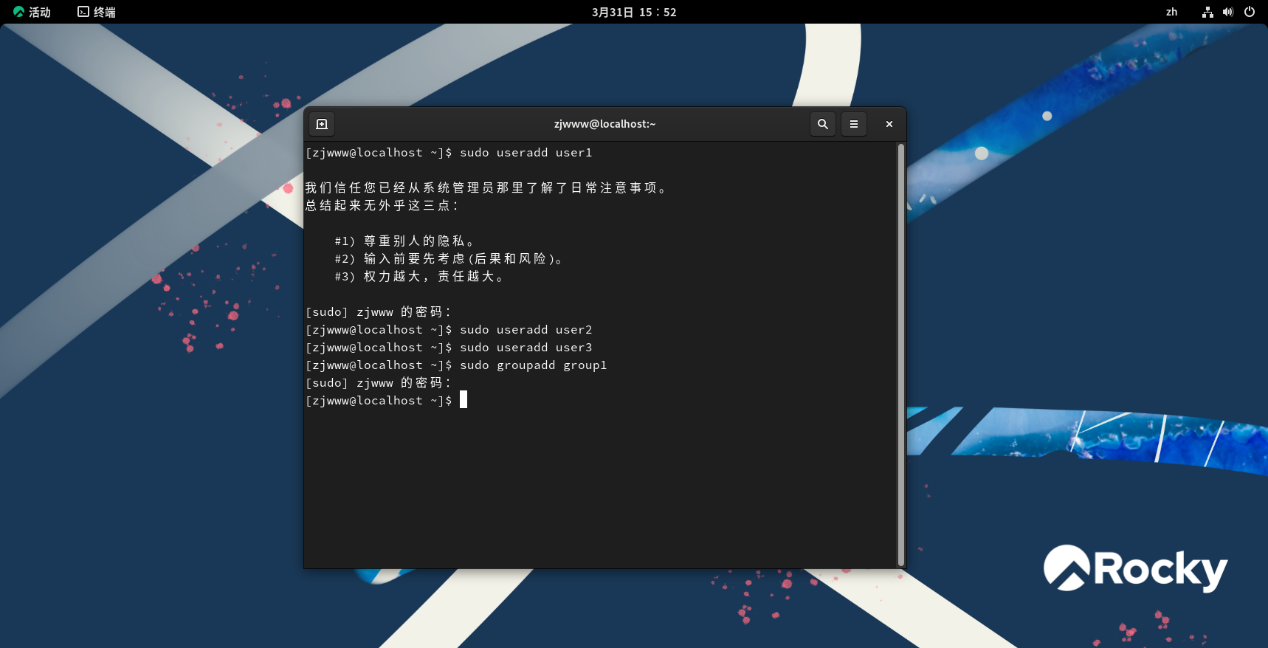 活动 终端 3月31日 15：52 zh
zjwww@localhost:~
[zjwww@localhost ~]$ sudo useradd user1
我们信任您已经从系统管理员那里了解了日常注意事项。
总结起来无外乎这三点：
#1) 尊重别人的隐私。
#2) 输入前要先考虑(后果和风险)。
#3) 权力越大，责任越大。
[sudo] zjwww 的密码：
[zjwww@localhost ~]$ sudo useradd user2
[zjwww@localhost ~]$ sudo useradd user3
[zjwww@localhost ~]$ sudo groupadd group1
[sudo] zjwww 的密码：
[zjwww@localhost ~]$
Rocky